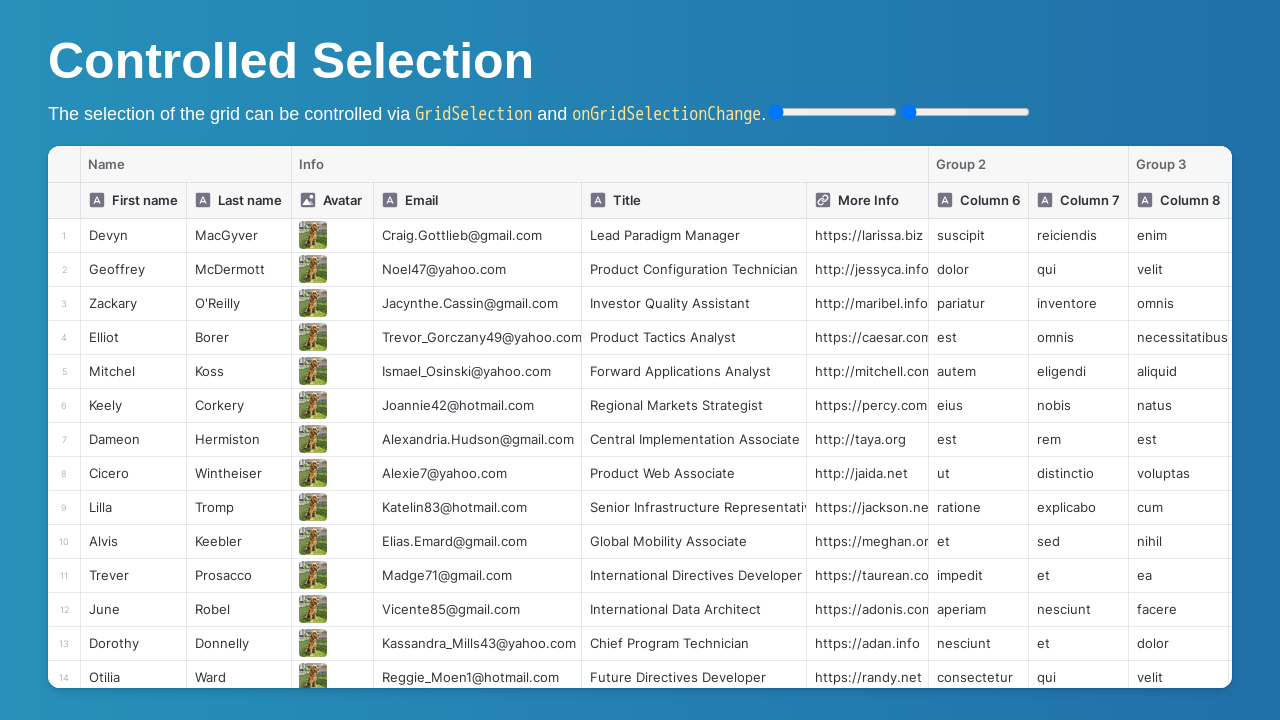 Controlled Selection
The selection of the grid can be controlled via GridSelection and onGridSelectionChange.
Name Info Group 2 Group 3
First name Last name Avatar Email Title More Info Column 6 Column 7 Column 8
1 Devyn MacGyver Craig.Gottlieb@gmail.com Lead Paradigm Manager https://larissa.biz suscipit reiciendis enim
2 Geoffrey McDermott Noel47@yahoo.com Product Configuration Technician http://jessyca.info dolor qui velit
3 Zackary O'Reilly Jacynthe.Cassin@gmail.com Investor Quality Assistant http://maribel.info pariatur inventore omnis
4 Elliot Borer Trevor_Gorczany49@yahoo.com Product Tactics Analyst https://caesar.com est omnis necessitatibus
5 Mitchel Koss Ismael_Osinski@yahoo.com Forward Applications Analyst http://mitchell.com autem eligendi aliquid
6 Keely Corkery Joannie42@hotmail.com Regional Markets Strategist https://percy.com eius nobis natus
7 Dameon Hermiston Alexandria.Hudson@gmail.com Central Implementation Associate http://taya.org est rem est
8 Cicero Wintheiser Alexie7@yahoo.com Product Web Associate http://jaida.net ut distinctio voluptas
9 Lilla Tromp Katelin83@hotmail.com Senior Infrastructure Representativ https://jackson.ne ratione explicabo cum
10 Alvis Keebler Elias.Emard@gmail.com Global Mobility Associate https://meghan.or et sed nihil
11 Trever Prosacco Madge71@gmail.com International Directives Developer https://taurean.co impedit et ea
12 June Robel Vicente85@gmail.com International Data Architect https://adonis.com aperiam nesciunt facere
13 Dorothy Donnelly Kassandra_Mills43@yahoo.com Chief Program Technician https://adan.info nesciunt et dolor
14 Otilia Ward Reggie_Moen1@hotmail.com Future Directives Developer https://randy.net consectetur qui velit